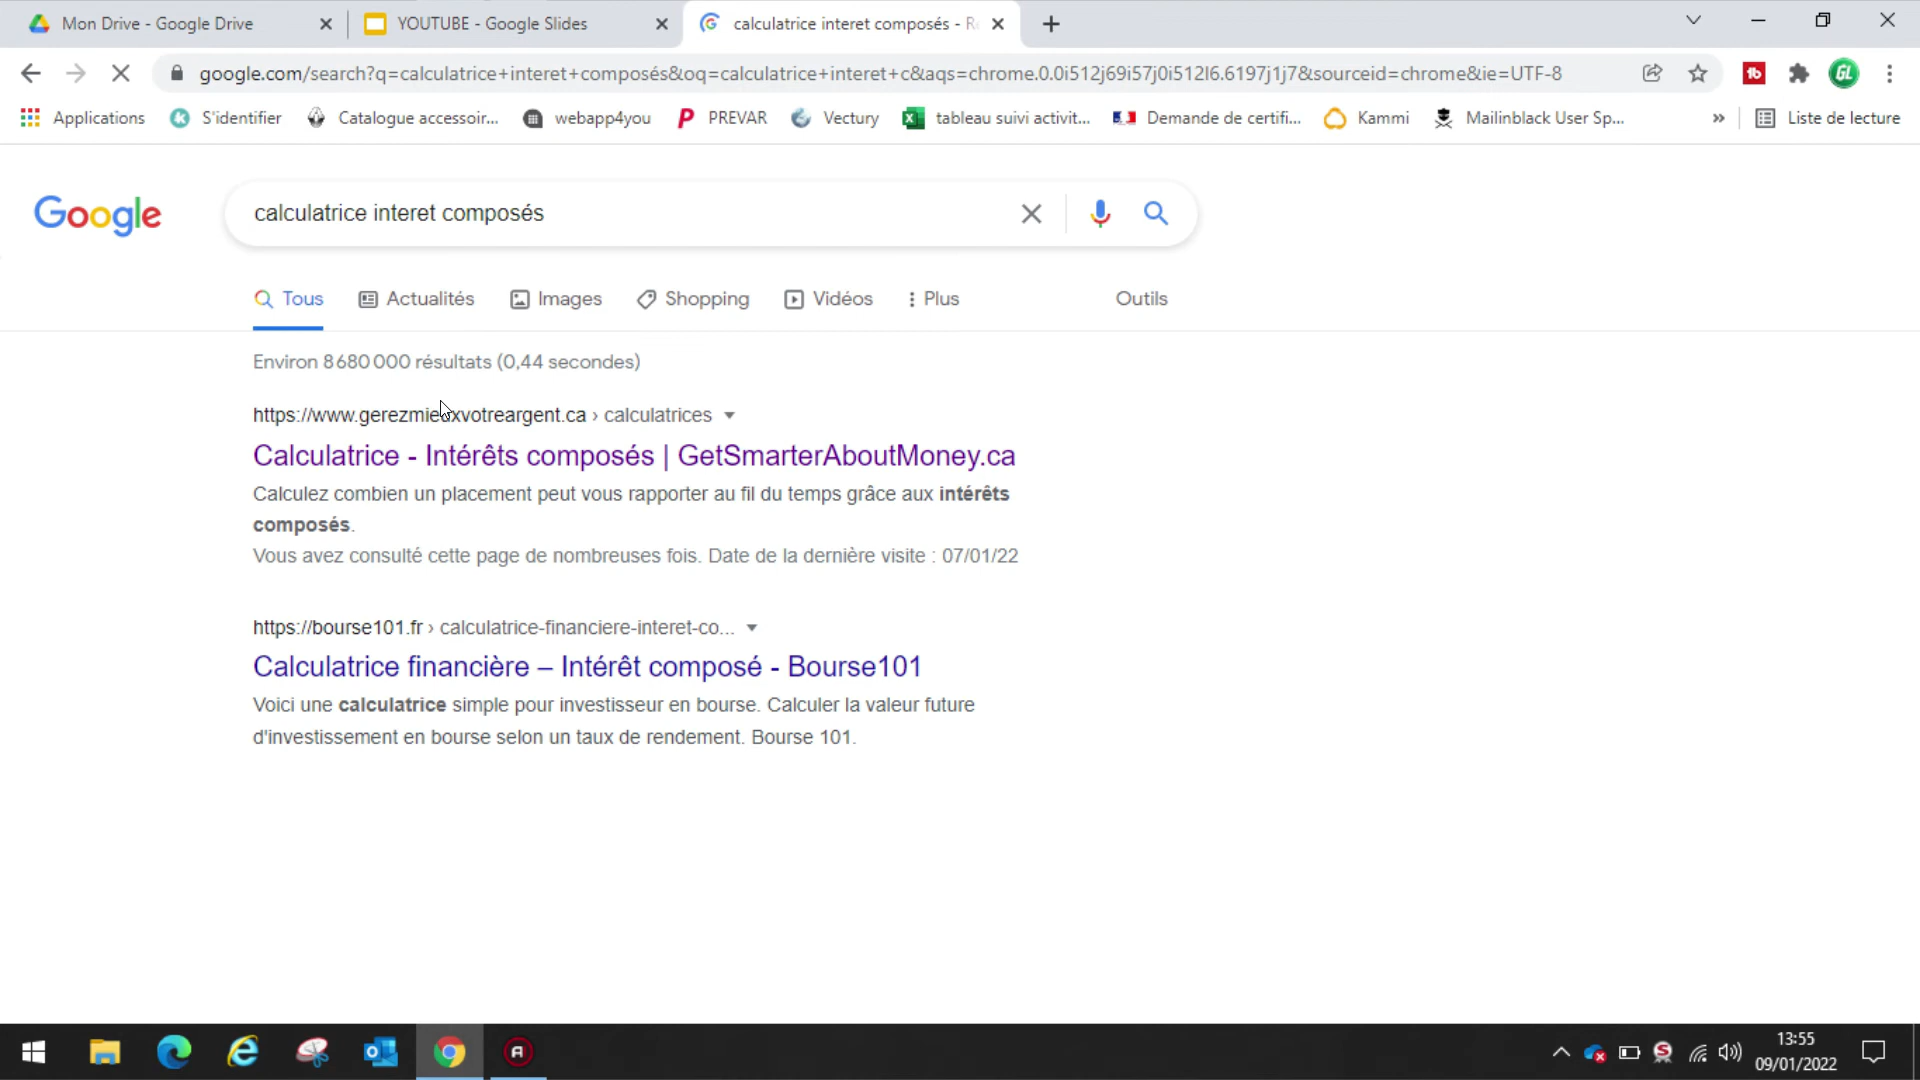 Mon Drive - Google Drive
YOUTUBE - Google Slides
calculatrice interet composés - R
google.com/search?q=calculatrice+interet+composés&oq=calculatrice+interet+c&aqs=chrome.0.0i512j69i57j0i512l6.6197j1j7&sourceid=chrome&ie=UTF-8
Applications
S'identifier
Catalogue accessoir...
webapp4you
PREVAR
Vectury
tableau suivi activit...
Demande de certifi...
Kammi
Mailinblack User Sp...
»
Liste de lecture
Google
calculatrice interet composés
Tous
Actualités
Images
Shopping
Vidéos
Plus
Outils
Environ 8 680 000 résultats (0,44 secondes)
https://www.gerezmieuxvotreargent.ca › calculatrices
Calculatrice - Intérêts composés | GetSmarterAboutMoney.ca
Calculez combien un placement peut vous rapporter au fil du temps grâce aux intérêts
composés.
Vous avez consulté cette page de nombreuses fois. Date de la dernière visite : 07/01/22
https://bourse101.fr › calculatrice-financiere-interet-co...
Calculatrice financière – Intérêt composé - Bourse101
Voici une calculatrice simple pour investisseur en bourse. Calculer la valeur future
d'investissement en bourse selon un taux de rendement. Bourse 101.
13:55
09/01/2022